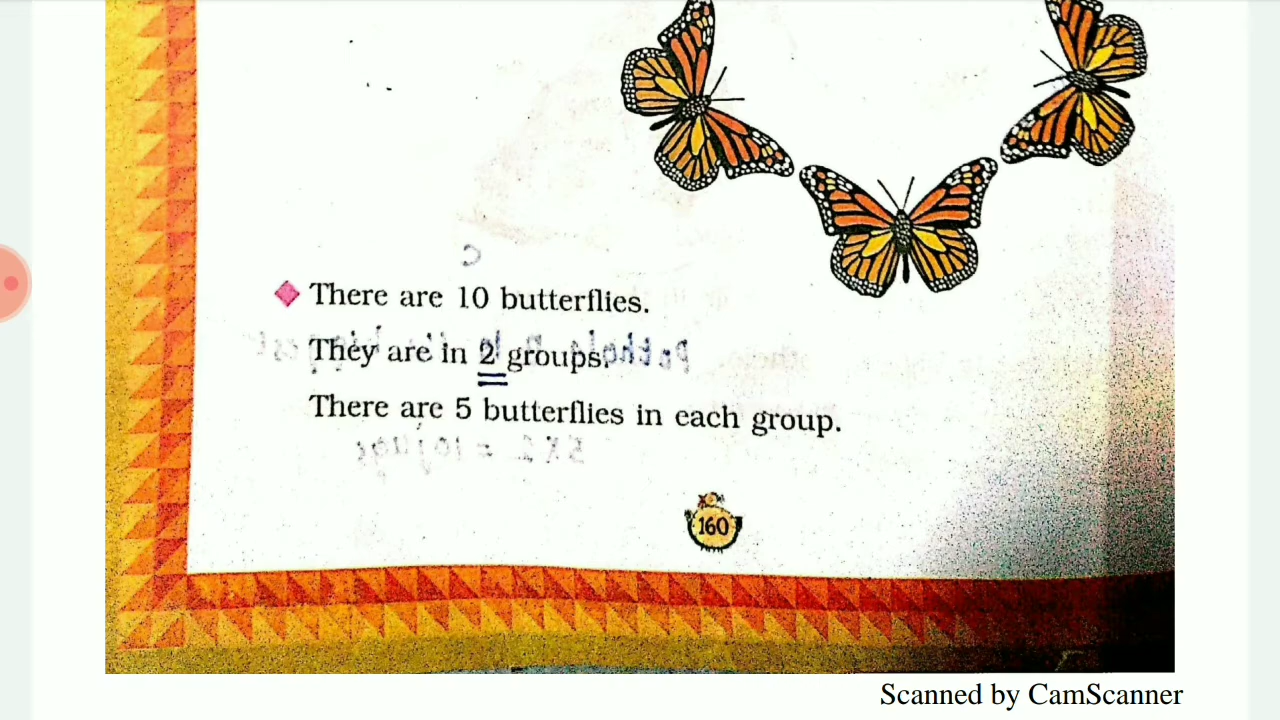 There are 10 butterflies.
They are in 2 groups.
There are 5 butterflies in each group.
160
Scanned by CamScanner